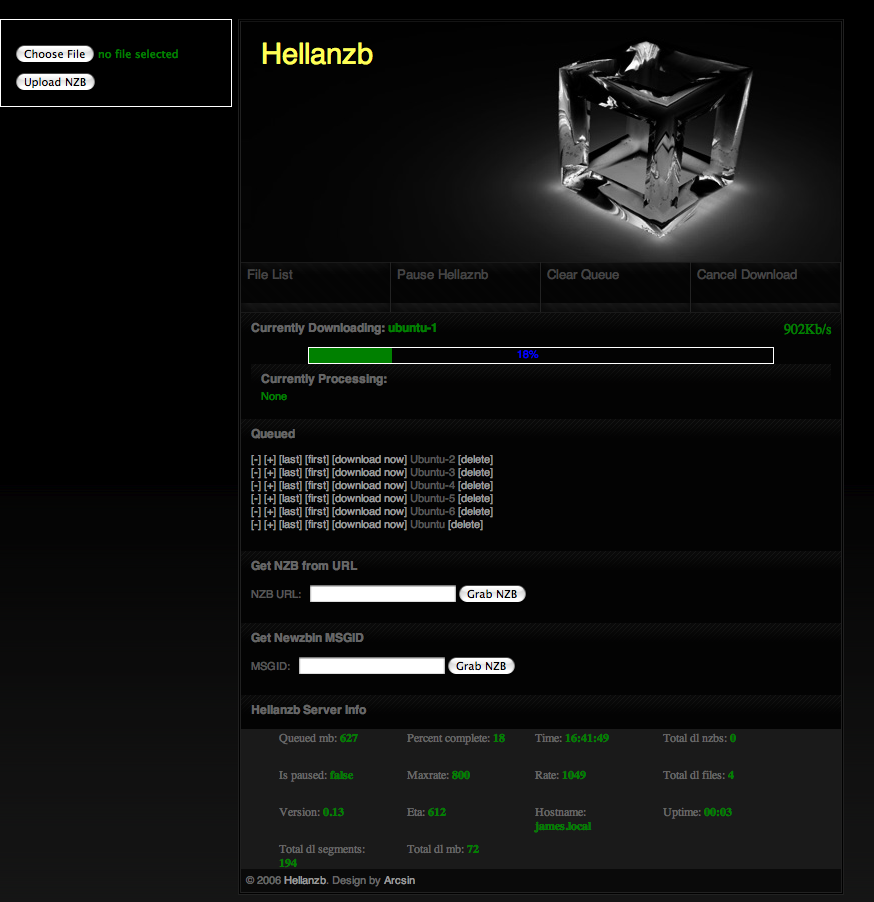 Choose File no file selected
Upload NZB
Hellanzb
File List Pause Hellaznb Clear Queue Cancel Download
Currently Downloading: ubuntu-1 902Kb/s
18%
Currently Processing:
None
Queued
[-] [+] [last] [first] [download now] Ubuntu-2 [delete]
[-] [+] [last] [first] [download now] Ubuntu-3 [delete]
[-] [+] [last] [first] [download now] Ubuntu-4 [delete]
[-] [+] [last] [first] [download now] Ubuntu-5 [delete]
[-] [+] [last] [first] [download now] Ubuntu-6 [delete]
[-] [+] [last] [first] [download now] Ubuntu [delete]
Get NZB from URL
NZB URL: Grab NZB
Get Newzbin MSGID
MSGID: Grab NZB
Hellanzb Server Info
Queued mb: 627 Percent complete: 18 Time: 16:41:49 Total dl nzbs: 0
Is paused: false Maxrate: 800 Rate: 1049 Total dl files: 4
Version: 0.13 Eta: 612 Hostname: Uptime: 00:03
james.local
Total dl segments: Total dl mb: 72
194
© 2006 Hellanzb. Design by Arcsin